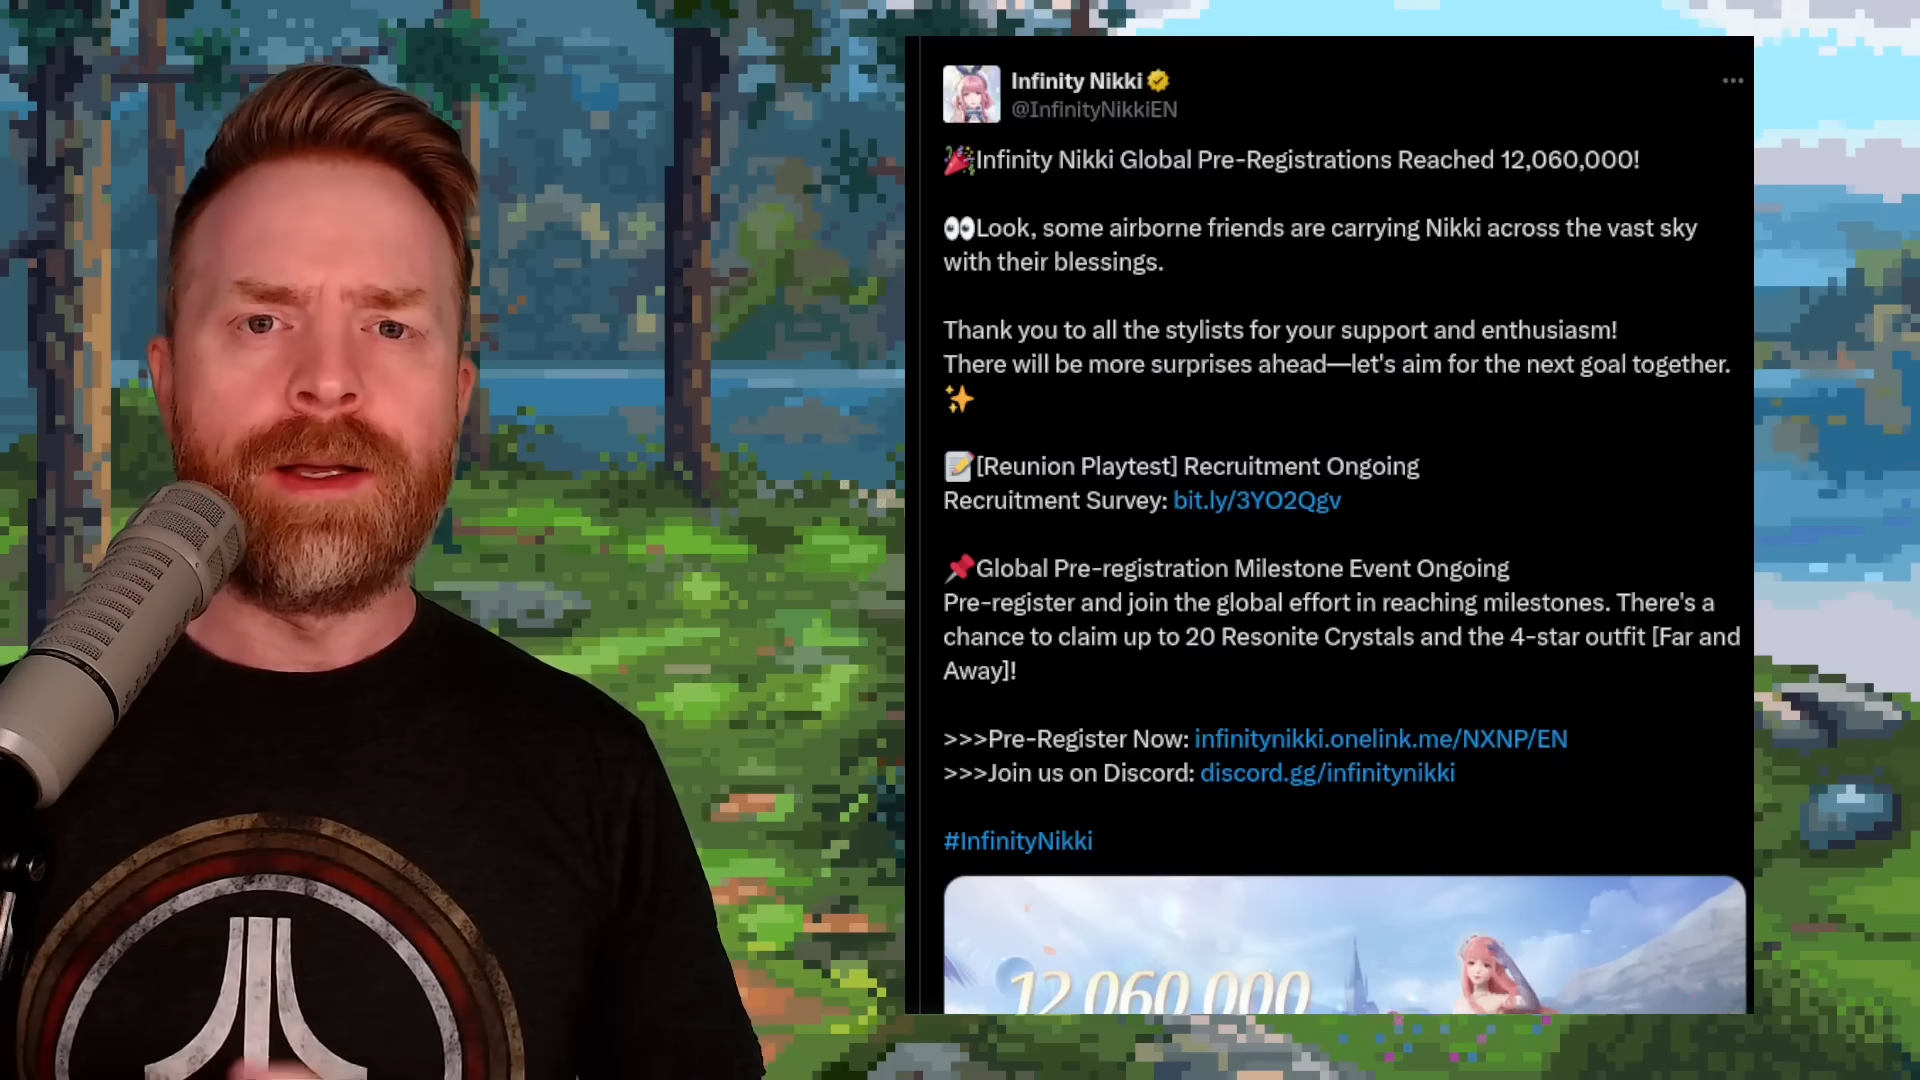 Infinity Nikki
@InfinityNikkiEN
🎉Infinity Nikki Global Pre-Registrations Reached 12,060,000!
👀Look, some airborne friends are carrying Nikki across the vast sky
with their blessings.
Thank you to all the stylists for your support and enthusiasm!
There will be more surprises ahead—let's aim for the next goal together.
✨
📝[Reunion Playtest] Recruitment Ongoing
Recruitment Survey: bit.ly/3YO2Qgv
📌Global Pre-registration Milestone Event Ongoing
Pre-register and join the global effort in reaching milestones. There's a
chance to claim up to 20 Resonite Crystals and the 4-star outfit [Far and
Away]!
>>>Pre-Register Now: infinitynikki.onelink.me/NXNP/EN
>>>Join us on Discord: discord.gg/infinitynikki
#InfinityNikki
12,060,000